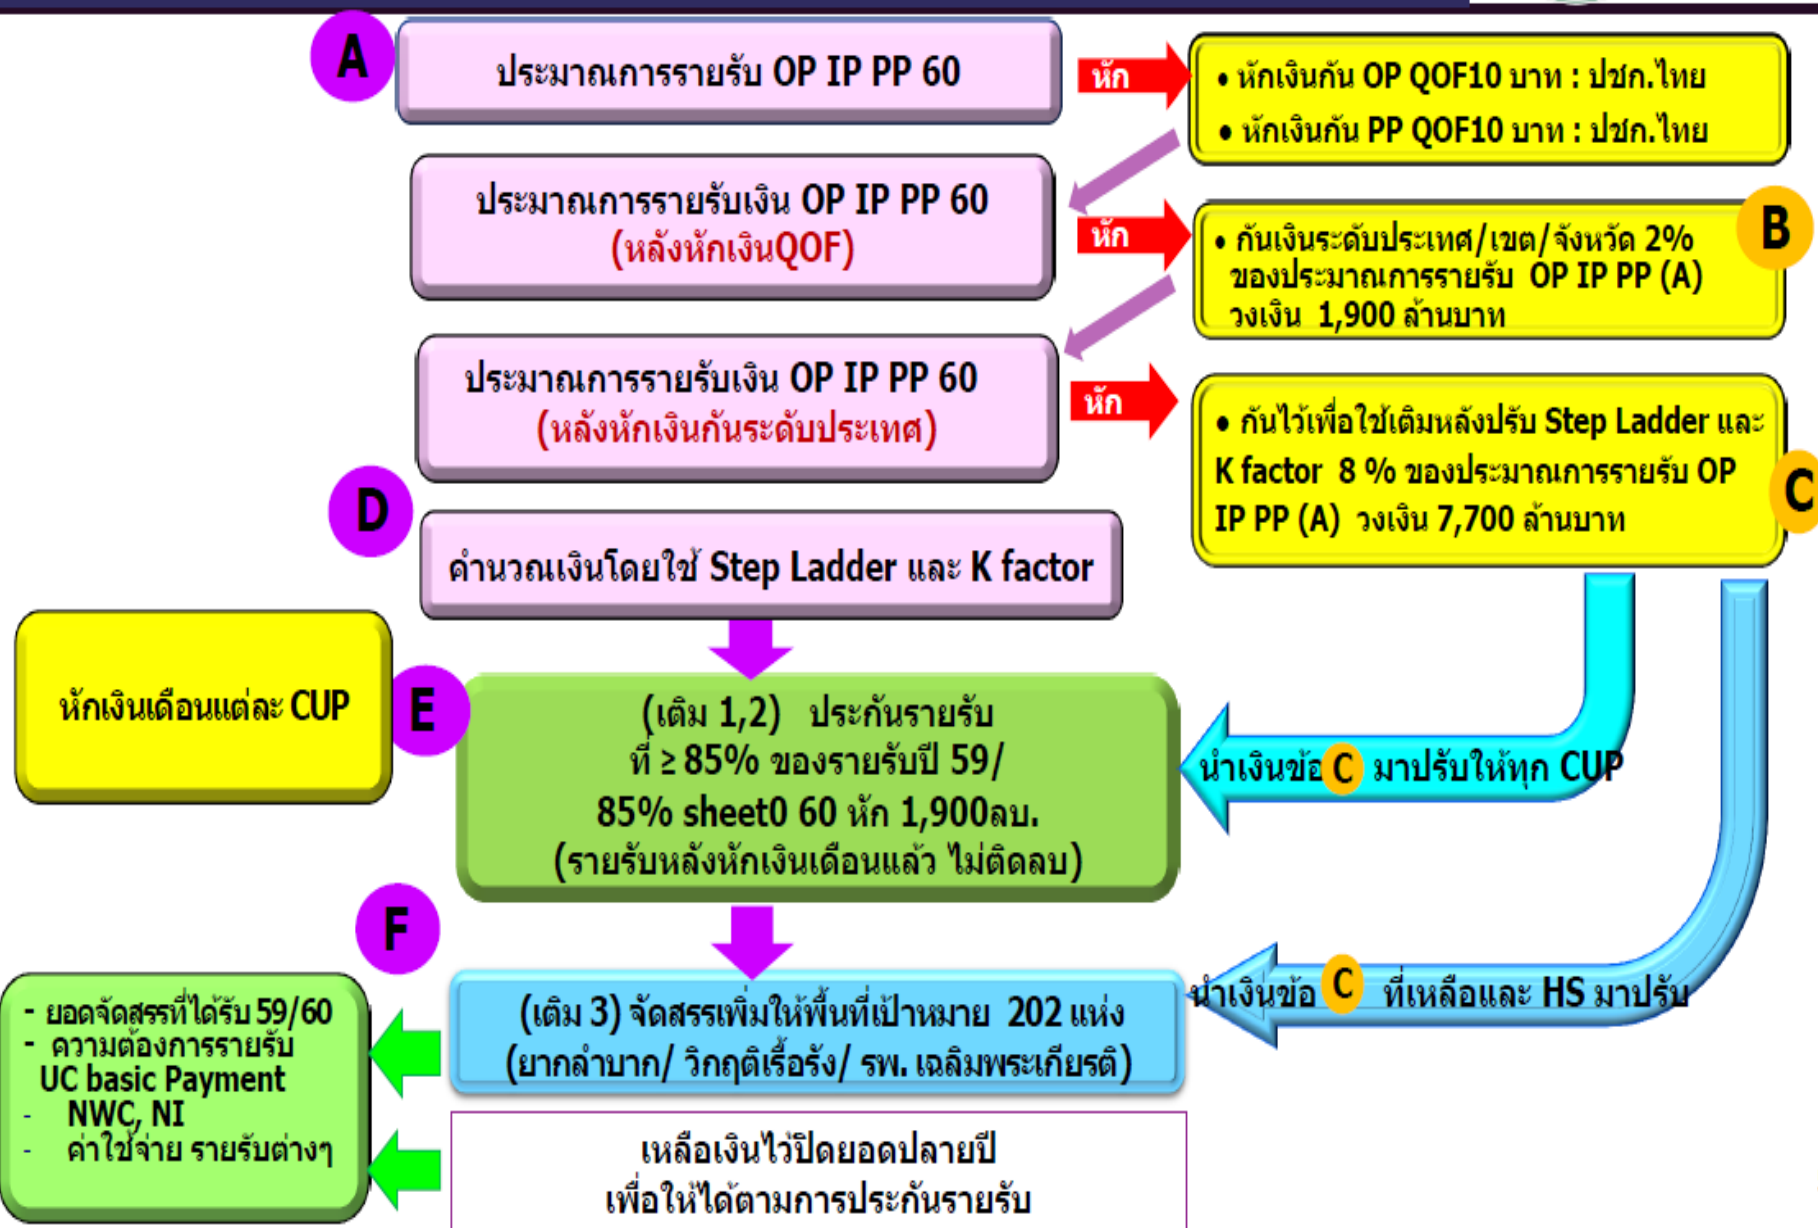 A
ประมาณการรายรับ OP IP PP 60
หัก
• หักเงินกัน OP QOF10 บาท : ปชก.ไทย
• หักเงินกัน PP QOF10 บาท : ปชก.ไทย
ประมาณการรายรับเงิน OP IP PP 60
(หลังหักเงินQOF)
หัก
B
• กันเงินระดับประเทศ/เขต/จังหวัด 2%
ของประมาณการรายรับ OP IP PP (A)
วงเงิน 1,900 ล้านบาท
ประมาณการรายรับเงิน OP IP PP 60
(หลังหักเงินกันระดับประเทศ)
หัก
C
• กันไว้เพื่อใช้เติมหลังปรับ Step Ladder และ
K factor 8 % ของประมาณการรายรับ OP
IP PP (A) วงเงิน 7,700 ล้านบาท
D
คำนวณเงินโดยใช้ Step Ladder และ K factor
หักเงินเดือนแต่ละ CUP
E
(เติม 1,2) ประกันรายรับ
ที่ ≥ 85% ของรายรับปี 59/
85% sheet0 60 หัก 1,900ลบ.
(รายรับหลังหักเงินเดือนแล้ว ไม่ติดลบ)
นำเงินข้อ C มาปรับให้ทุก CUP
F
(เติม 3) จัดสรรเพิ่มให้พื้นที่เป้าหมาย 202 แห่ง
(ยากลำบาก/ วิกฤติเรื้อรัง/ รพ. เฉลิมพระเกียรติ)
นำเงินข้อ C ที่เหลือและ HS มาปรับ
- ยอดจัดสรรที่ได้รับ 59/60
- ความต้องการรายรับ
UC basic Payment
- NWC, NI
- ค่าใช้จ่าย รายรับต่างๆ
เหลือเงินไว้ปิดยอดปลายปี
เพื่อให้ได้ตามการประกันรายรับ